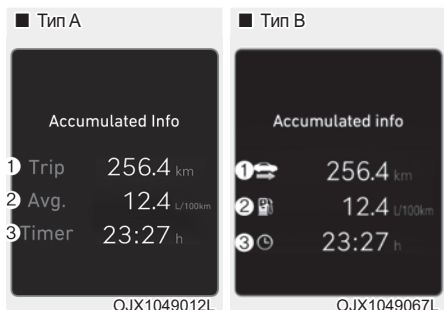 ■ Тип A
Accumulated Info
1 Trip 256.4 km
2 Avg. 12.4 L/100km
3 Timer 23:27 h
OJX1049012L
■ Тип B
Accumulated info
1 256.4 km
2 12.4 L/100km
3 23:27 h
OJX1049067L